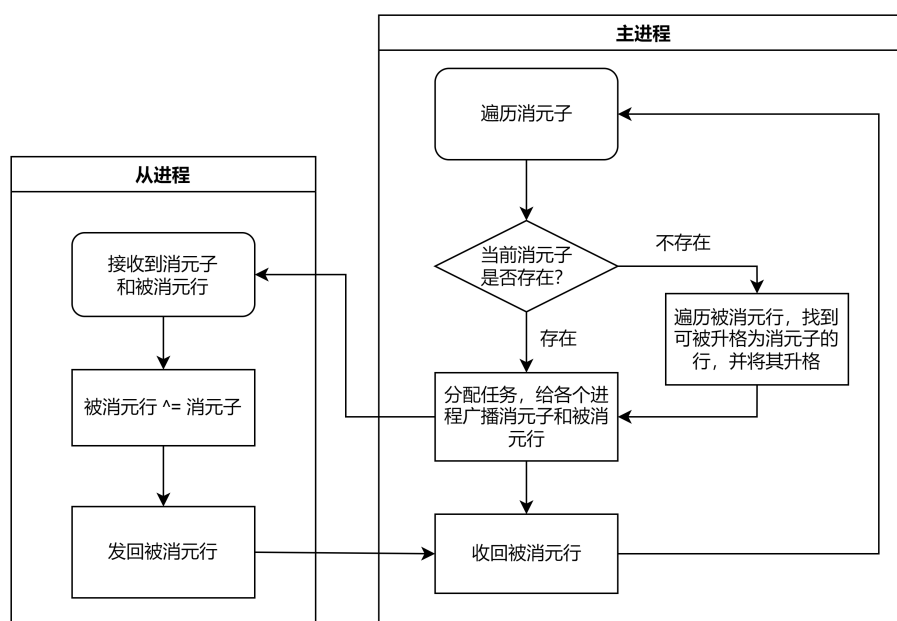 主进程
遍历消元子
从进程
当前消元子
是否存在?
不存在
接收到消元子
和被消元行
遍历被消元行，找到
可被升格为消元子的
行，并将其升格
存在
分配任务，给各个进
程广播消元子和被消
元行
被消元行 ^= 消元子
发回被消元行
收回被消元行